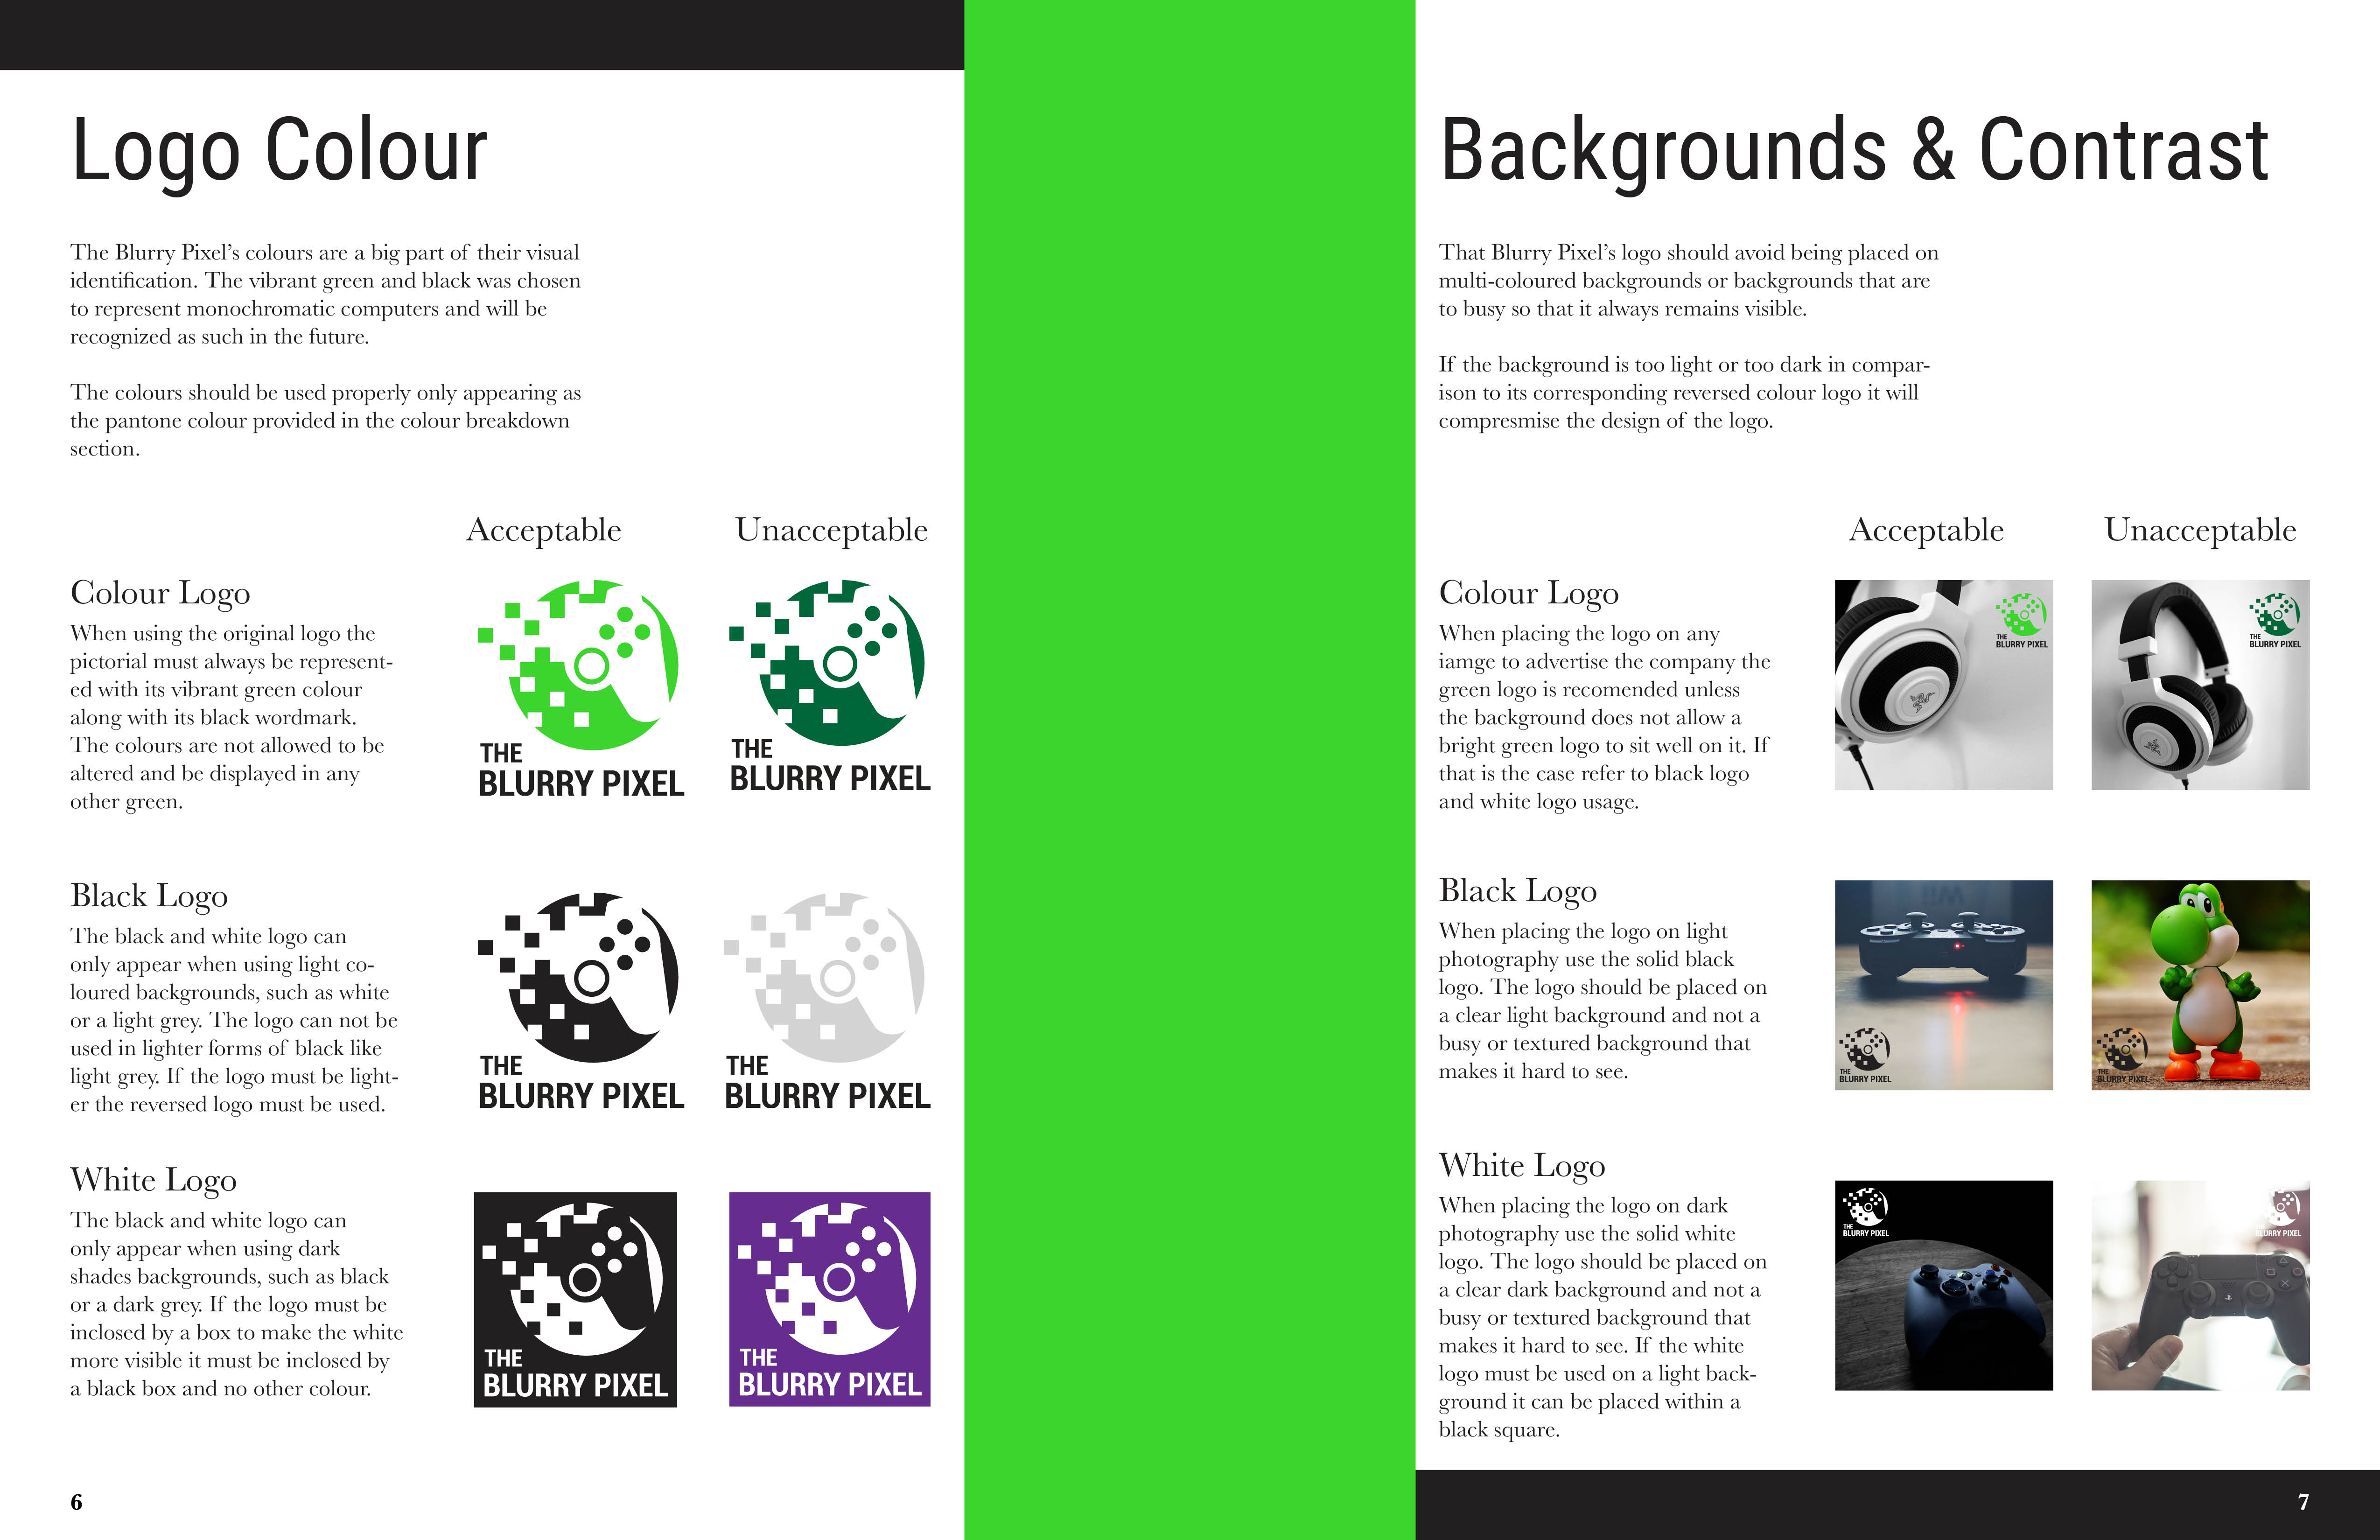 Logo Colour
The Blurry Pixel’s colours are a big part of their visual
identification. The vibrant green and black was chosen
to represent monochromatic computers and will be
recognized as such in the future.
The colours should be used properly only appearing as
the pantone colour provided in the colour breakdown
section.
Acceptable
Unacceptable
Colour Logo
When using the original logo the
pictorial must always be represent-
ed with its vibrant green colour
along with its black wordmark.
The colours are not allowed to be
altered and be displayed in any
other green.
THE
BLURRY PIXEL
THE
BLURRY PIXEL
Black Logo
The black and white logo can
only appear when using light co-
loured backgrounds, such as white
or a light grey. The logo can not be
used in lighter forms of black like
light grey. If the logo must be light-
er the reversed logo must be used.
THE
BLURRY PIXEL
THE
BLURRY PIXEL
White Logo
The black and white logo can
only appear when using dark
shades backgrounds, such as black
or a dark grey. If the logo must be
inclosed by a box to make the white
more visible it must be inclosed by
a black box and no other colour.
THE
BLURRY PIXEL
THE
BLURRY PIXEL
6
Backgrounds & Contrast
That Blurry Pixel’s logo should avoid being placed on
multi-coloured backgrounds or backgrounds that are
to busy so that it always remains visible.
If the background is too light or too dark in compar-
ison to its corresponding reversed colour logo it will
compresmise the design of the logo.
Acceptable
Unacceptable
Colour Logo
When placing the logo on any
iamge to advertise the company the
green logo is recomended unless
the background does not allow a
bright green logo to sit well on it. If
that is the case refer to black logo
and white logo usage.
THE
BLURRY PIXEL
THE
BLURRY PIXEL
Black Logo
When placing the logo on light
photography use the solid black
logo. The logo should be placed on
a clear light background and not a
busy or textured background that
makes it hard to see.
THE
BLURRY PIXEL
THE
BLURRY PIXEL
White Logo
When placing the logo on dark
photography use the solid white
logo. The logo should be placed on
a clear dark background and not a
busy or textured background that
makes it hard to see. If the white
logo must be used on a light back-
ground it can be placed within a
black square.
THE
BLURRY PIXEL
BLURRY PIXEL
7